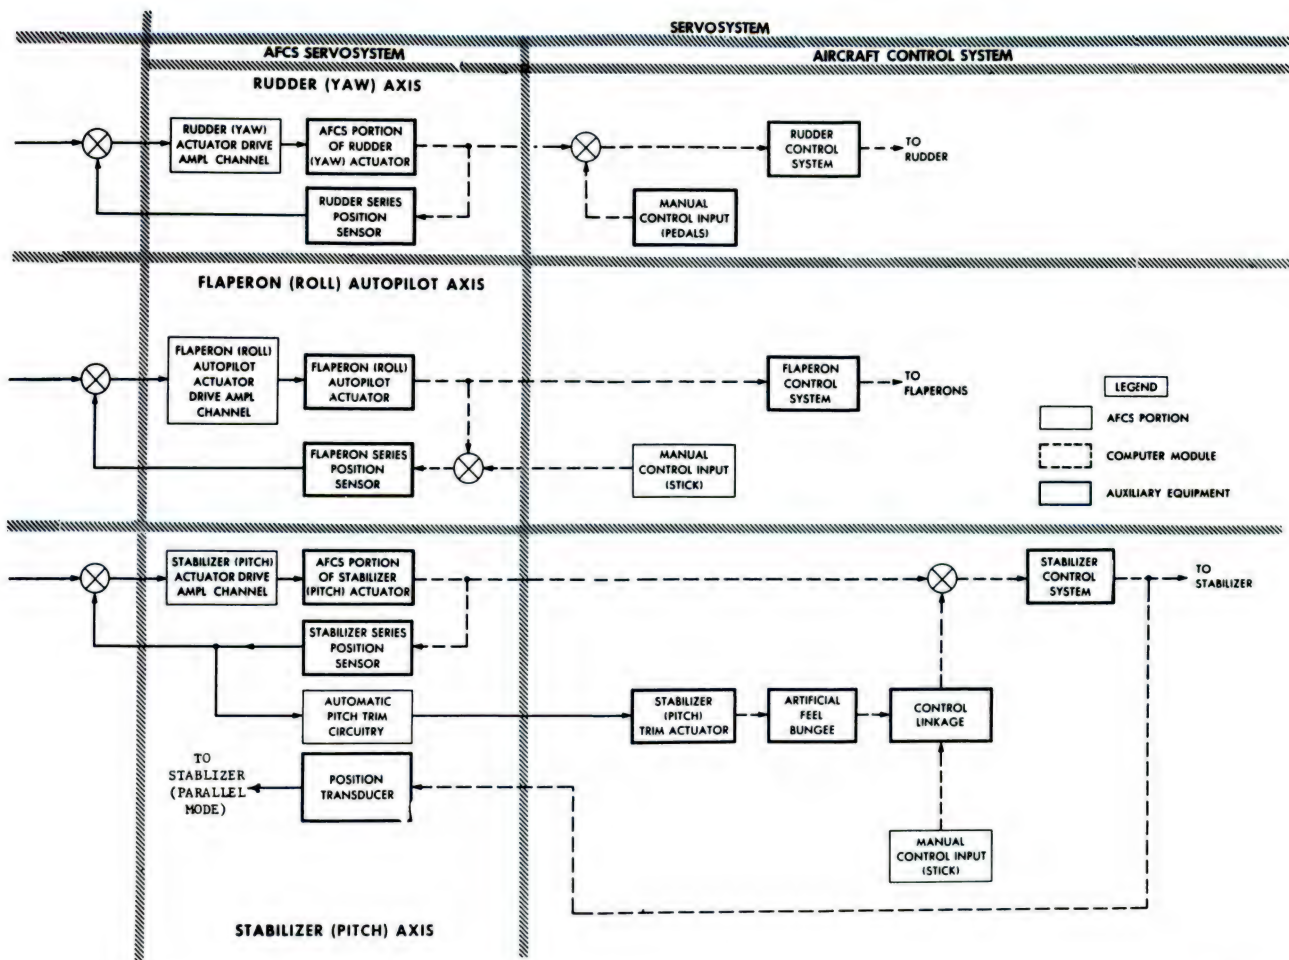 SERVOSYSTEM
AFCS SERVOSYSTEM
AIRCRAFT CONTROL SYSTEM
RUDDER (YAW) AXIS
RUDDER (YAW)
ACTUATOR DRIVE
AMPL CHANNEL
AFCS PORTION
OF RUDDER
(YAW) ACTUATOR
RUDDER
CONTROL
SYSTEM
TO
RUDDER
RUDDER SERIES
POSITION
SENSOR
MANUAL
CONTROL INPUT
(PEDALS)
FLAPERON (ROLL) AUTOPILOT AXIS
FLAPERON (ROLL)
AUTOPILOT
ACTUATOR
DRIVE AMPL
CHANNEL
FLAPERON (ROLL)
AUTOPILOT
ACTUATOR
FLAPERON
CONTROL
SYSTEM
TO
FLAPERONS
FLAPERON SERIES
POSITION
SENSOR
MANUAL
CONTROL INPUT
(STICK)
LEGEND
AFCS PORTION
COMPUTER MODULE
AUXILIARY EQUIPMENT
STABILIZER (PITCH)
ACTUATOR DRIVE
AMPL CHANNEL
AFCS PORTION
OF STABILIZER
(PITCH) ACTUATOR
STABILIZER
CONTROL
SYSTEM
TO
STABILIZER
STABILIZER SERIES
POSITION
SENSOR
AUTOMATIC
PITCH TRIM
CIRCUITRY
STABILIZER
(PITCH)
TRIM ACTUATOR
ARTIFICIAL
FEEL
BUNGEE
CONTROL
LINKAGE
TO
STABLIZER
(PARALLEL
MODE)
POSITION
TRANSDUCER
MANUAL
CONTROL INPUT
(STICK)
STABILIZER (PITCH) AXIS